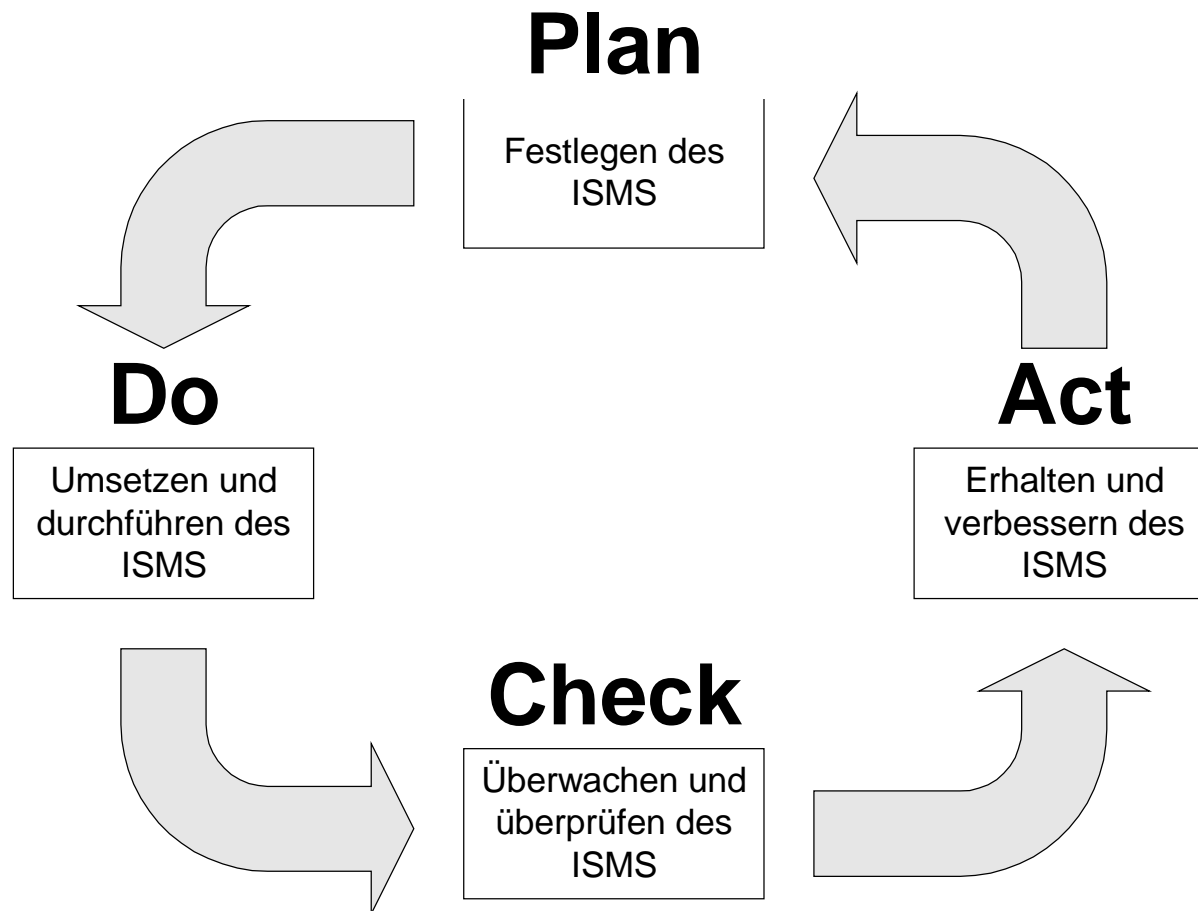 Plan
Festlegen des
ISMS
Do
Umsetzen und
durchführen des
ISMS
Check
Überwachen und
überprüfen des
ISMS
Act
Erhalten und
verbessern des
ISMS